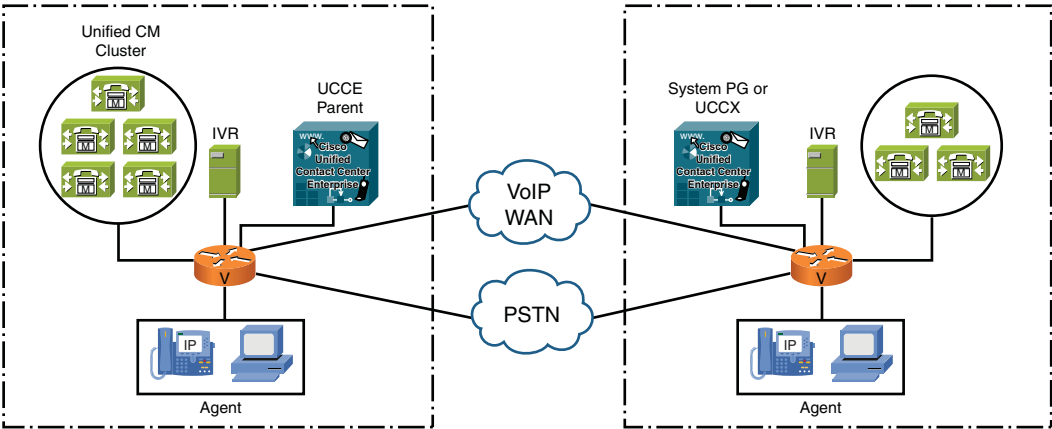 Unified CM
Cluster
M
M
M
M
M
IVR
UCCE
Parent
www.
Cisco
Unified
Contact Center
Enterprise
V
IP
Agent
VoIP
WAN
PSTN
System PG or
UCCX
www.
Cisco
Unified
Contact Center
Enterprise
IVR
M
M
M
V
IP
Agent